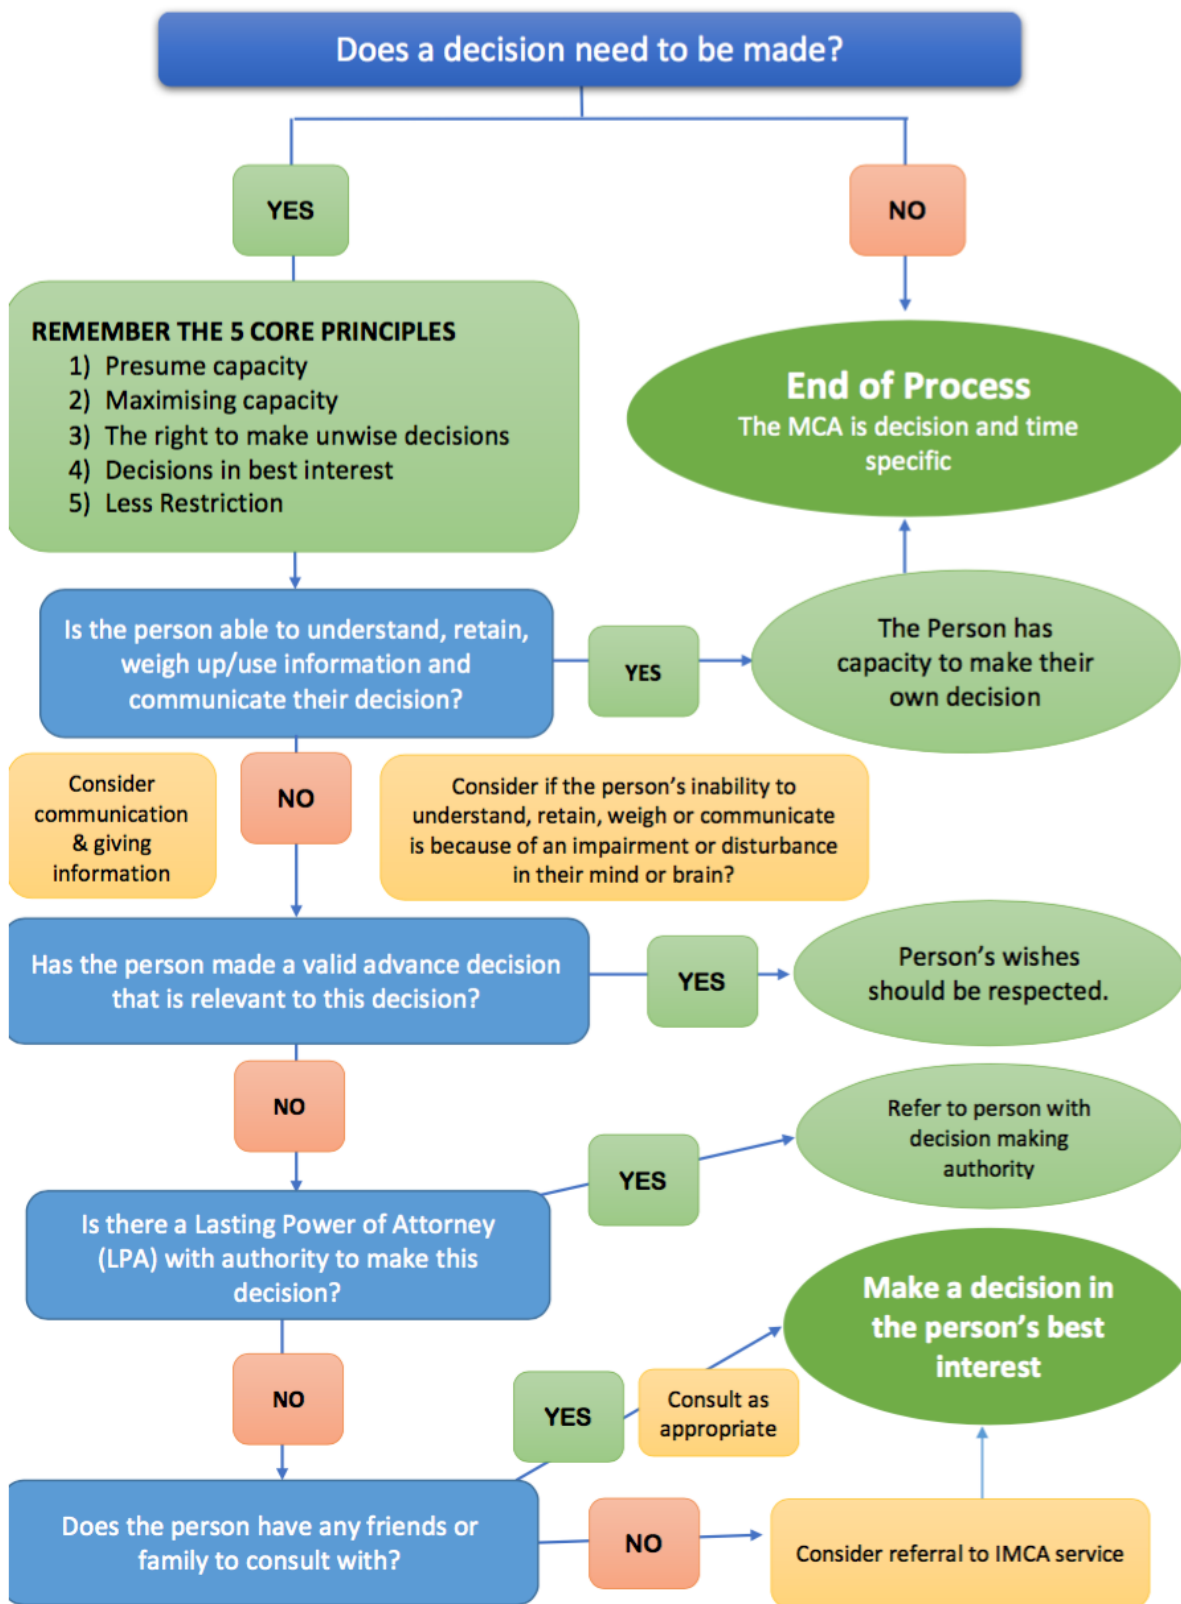 Does a decision need to be made?
YES
NO
REMEMBER THE 5 CORE PRINCIPLES
1) Presume capacity
2) Maximising capacity
3) The right to make unwise decisions
4) Decisions in best interest
5) Less Restriction
End of Process
The MCA is decision and time
specific
Is the person able to understand, retain,
weigh up/use information and
communicate their decision?
YES
The Person has
capacity to make their
own decision
Consider
communication
& giving
information
NO
Consider if the person’s inability to
understand, retain, weigh or communicate
is because of an impairment or disturbance
in their mind or brain?
Has the person made a valid advance decision
that is relevant to this decision?
YES
Person’s wishes
should be respected.
NO
Refer to person with
decision making
authority
YES
Is there a Lasting Power of Attorney
(LPA) with authority to make this
decision?
Make a decision in
the person’s best
interest
NO
YES
Consult as
appropriate
Does the person have any friends or
family to consult with?
NO
Consider referral to IMCA service